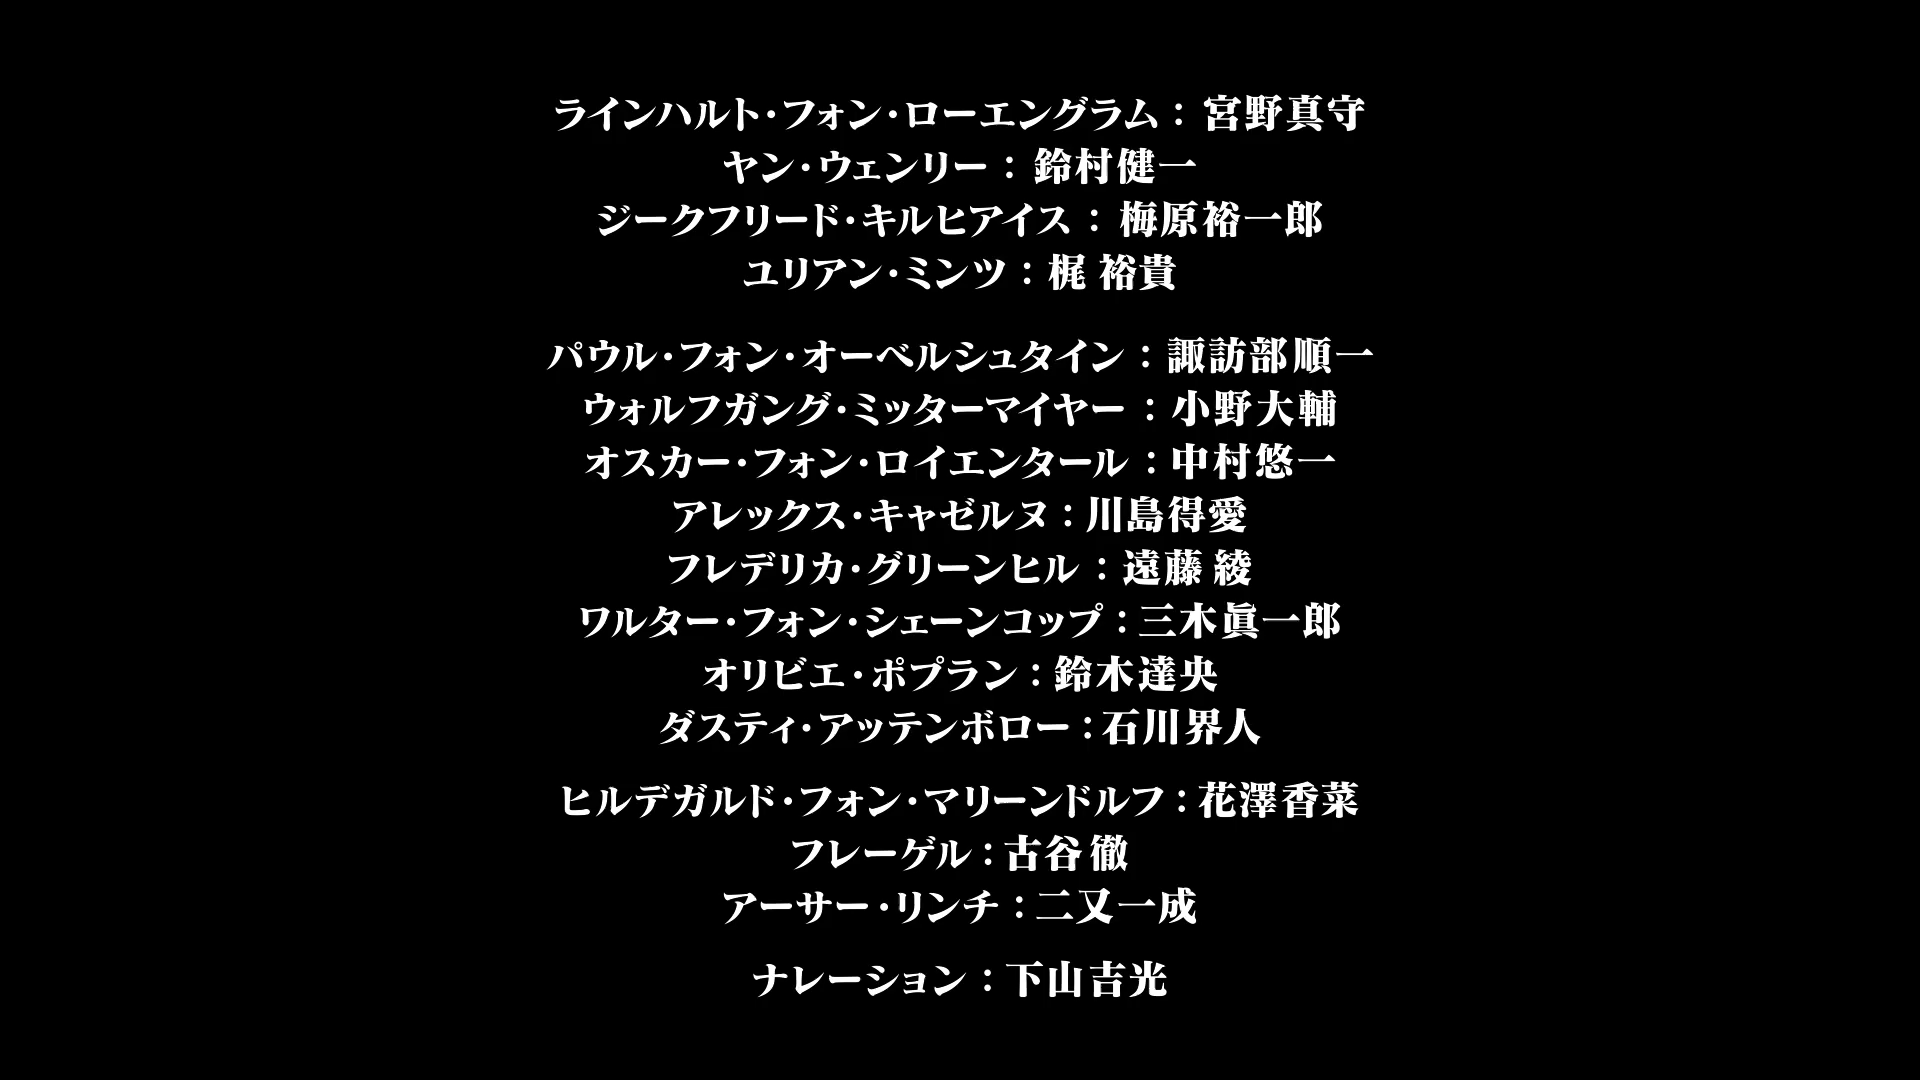 ラインハルト・フォン・ローエングラム：宮野真守
ヤン・ウェンリー：鈴村健一
ジークフリード・キルヒアイス：梅原裕一郎
ユリアン・ミンツ：梶 裕貴
パウル・フォン・オーベルシュタイン：諏訪部順一
ウォルフガング・ミッターマイヤー：小野大輔
オスカー・フォン・ロイエンタール：中村悠一
アレックス・キャゼルヌ：川島得愛
フレデリカ・グリーンヒル：遠藤 綾
ワルター・フォン・シェーンコップ：三木眞一郎
オリビエ・ポプラン：鈴木達央
ダスティ・アッテンボロー：石川界人
ヒルデガルド・フォン・マリーンドルフ：花澤香菜
フレーゲル：古谷 徹
アーサー・リンチ：二又一成
ナレーション：下山吉光